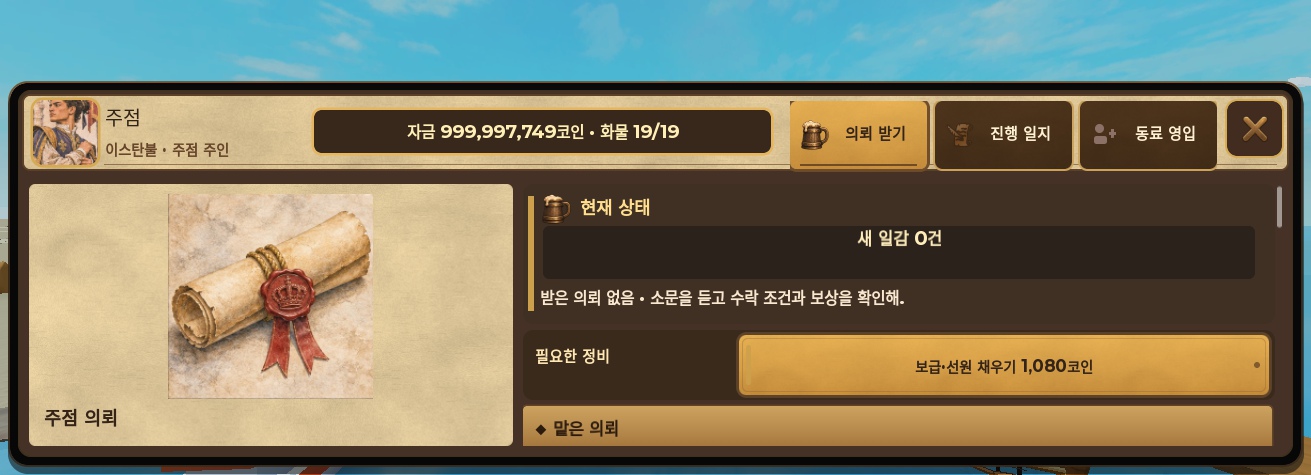 주점
이스탄불 • 주점 주인
자금 999,997,749코인 • 화물 19/19
의뢰 받기
진행 일지
동료 영입
주점 의뢰
현재 상태
새 일감 0건
받은 의뢰 없음 • 소문을 듣고 수락 조건과 보상을 확인해.
필요한 정비
보급·선원 채우기 1,080코인
◆ 맡은 의뢰